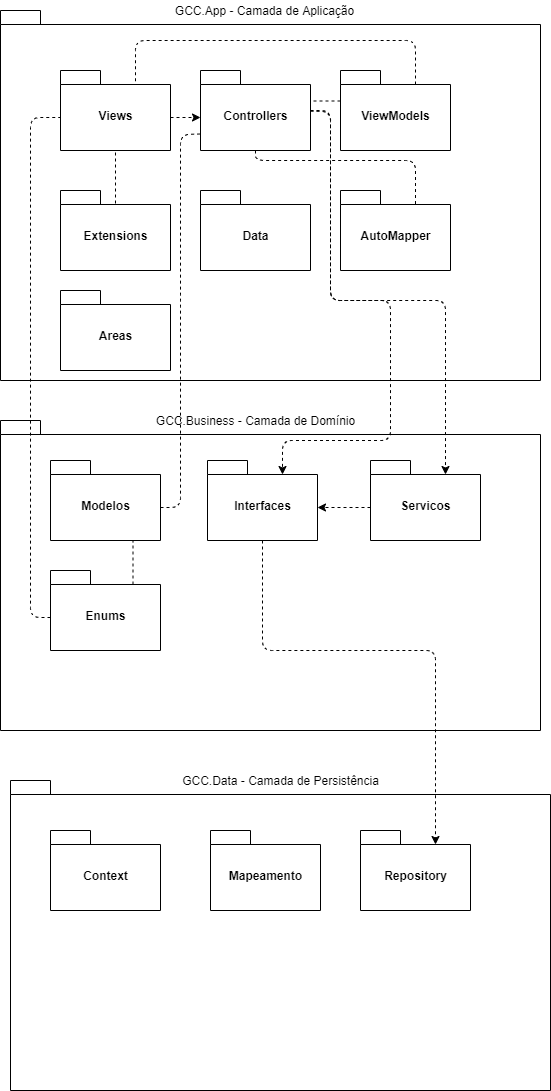 GCC.App - Camada de Aplicação
Views
Controllers
ViewModels
Extensions
Data
AutoMapper
Areas
GCC.Business - Camada de Domínio
Modelos
Interfaces
Servicos
Enums
GCC.Data - Camada de Persistência
Context
Mapeamento
Repository